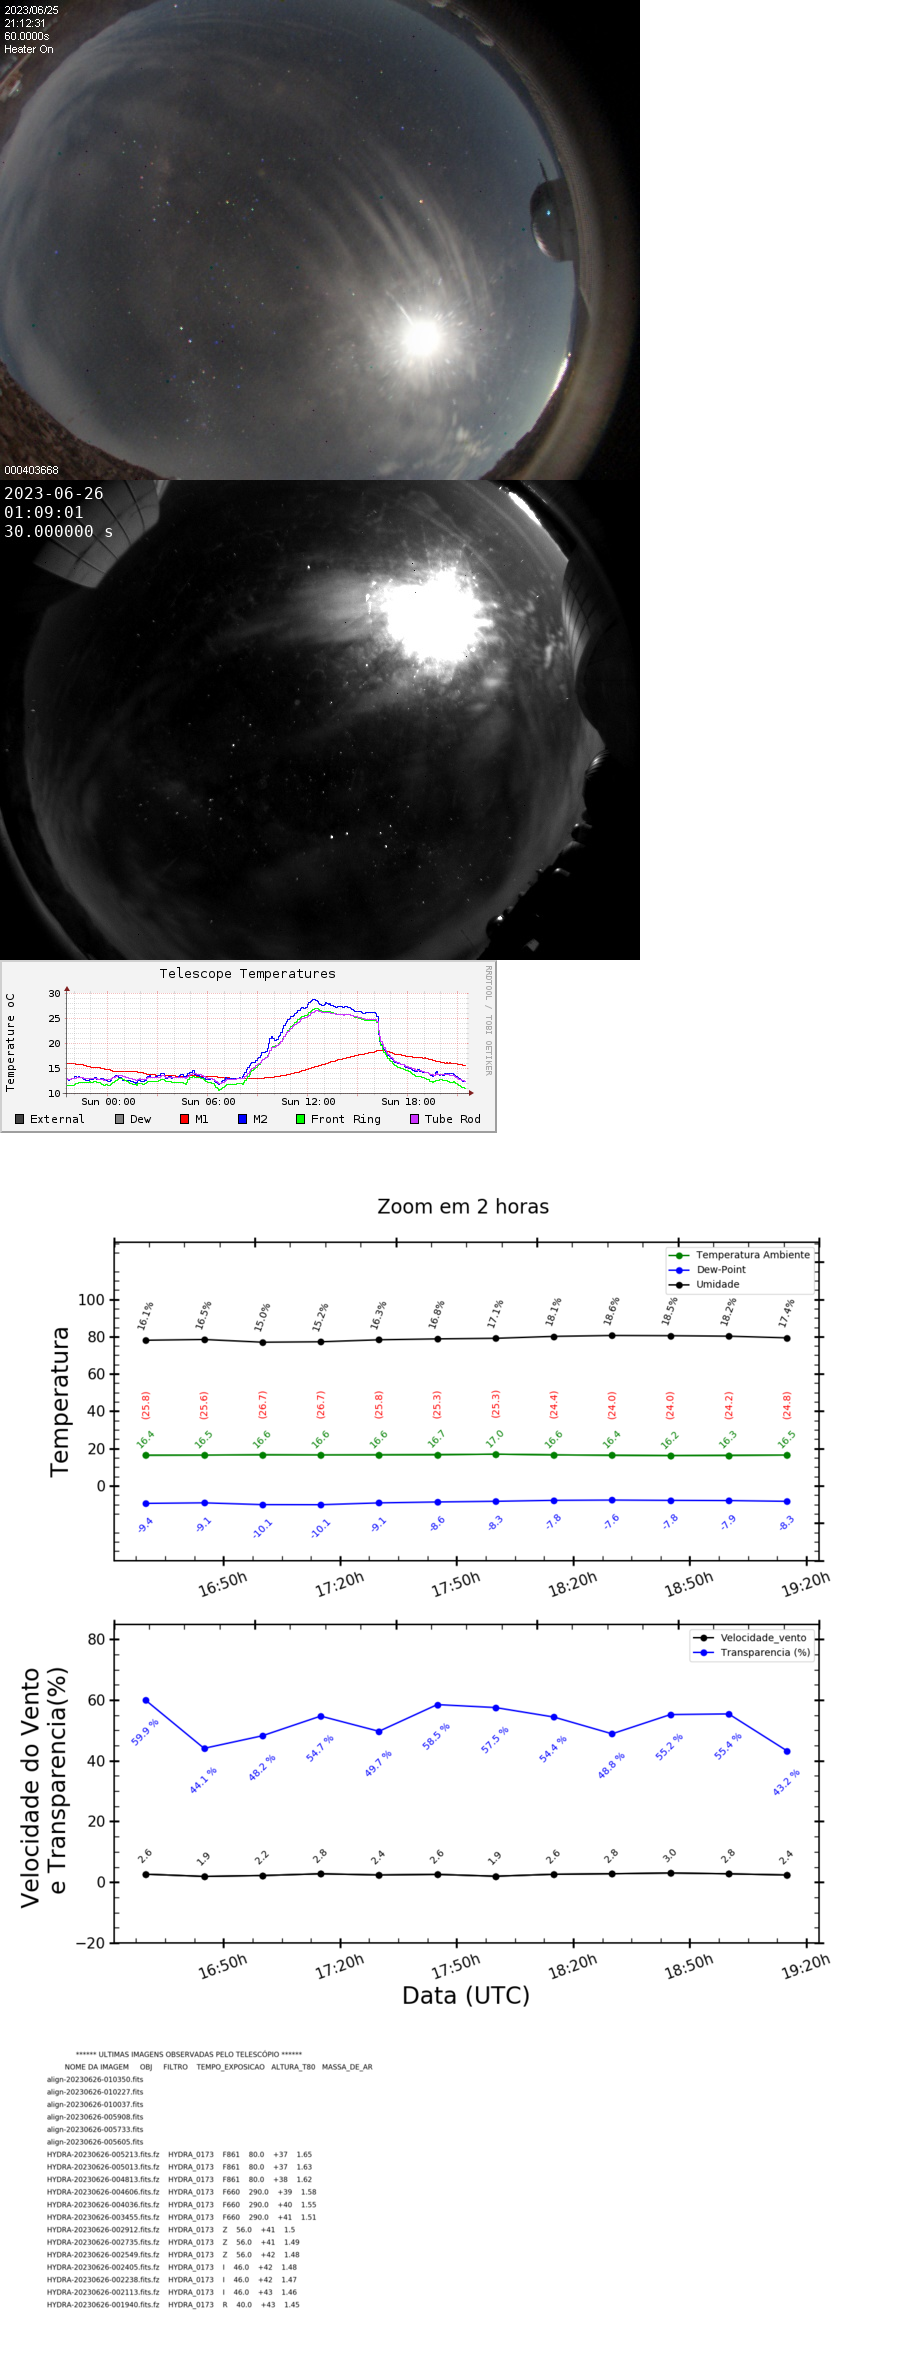 2023/06/25
21:12:31
60.0000s
Heater On
000403668
2023-06-26
01:09:01
30.000000 s
Telescope Temperatures
RRDTOOL / TOBI OETIKER
Temperature oC
30
25
20
15
10
Sun 00:00 Sun 06:00 Sun 12:00 Sun 18:00
External Dew M1 M2 Front Ring Tube Rod
Zoom em 2 horas
Temperatura Ambiente
Dew-Point
Umidade
Temperatura
100
80
60
40
20
0
16.1% 16.5% 15.0% 15.2% 16.3% 16.8% 17.1% 18.1% 18.6% 18.5% 18.2% 17.4%
(25.8) (25.6) (26.7) (26.7) (25.8) (25.3) (25.3) (24.4) (24.0) (24.0) (24.2) (24.8)
16.4 16.5 16.6 16.6 16.6 16.7 17.0 16.6 16.4 16.2 16.3 16.5
-9.4 -9.1 -10.1 -10.1 -9.1 -8.6 -8.3 -7.8 -7.6 -7.8 -7.9 -8.3
16:50h 17:20h 17:50h 18:20h 18:50h 19:20h
Velocidade_vento
Transparencia (%)
Velocidade do Vento
e Transparencia(%)
80
60
40
20
0
−20
59.9 % 44.1 % 48.2 % 54.7 % 49.7 % 58.5 % 57.5 % 54.4 % 48.8 % 55.2 % 55.4 % 43.2 %
2.6 1.9 2.2 2.8 2.4 2.6 1.9 2.6 2.8 3.0 2.8 2.4
16:50h 17:20h 17:50h 18:20h 18:50h 19:20h
Data (UTC)
****** ULTIMAS IMAGENS OBSERVADAS PELO TELESCÓPIO ******
NOME DA IMAGEM OBJ FILTRO TEMPO_EXPOSICAO ALTURA_T80 MASSA_DE_AR
align-20230626-010350.fits
align-20230626-010227.fits
align-20230626-010037.fits
align-20230626-005908.fits
align-20230626-005733.fits
align-20230626-005605.fits
HYDRA-20230626-005213.fits.fz HYDRA_0173 F861 80.0 +37 1.65
HYDRA-20230626-005013.fits.fz HYDRA_0173 F861 80.0 +37 1.63
HYDRA-20230626-004813.fits.fz HYDRA_0173 F861 80.0 +38 1.62
HYDRA-20230626-004606.fits.fz HYDRA_0173 F660 290.0 +39 1.58
HYDRA-20230626-004036.fits.fz HYDRA_0173 F660 290.0 +40 1.55
HYDRA-20230626-003455.fits.fz HYDRA_0173 F660 290.0 +41 1.51
HYDRA-20230626-002912.fits.fz HYDRA_0173 Z 56.0 +41 1.5
HYDRA-20230626-002735.fits.fz HYDRA_0173 Z 56.0 +41 1.49
HYDRA-20230626-002549.fits.fz HYDRA_0173 Z 56.0 +42 1.48
HYDRA-20230626-002405.fits.fz HYDRA_0173 I 46.0 +42 1.48
HYDRA-20230626-002238.fits.fz HYDRA_0173 I 46.0 +42 1.47
HYDRA-20230626-002113.fits.fz HYDRA_0173 I 46.0 +43 1.46
HYDRA-20230626-001940.fits.fz HYDRA_0173 R 40.0 +43 1.45